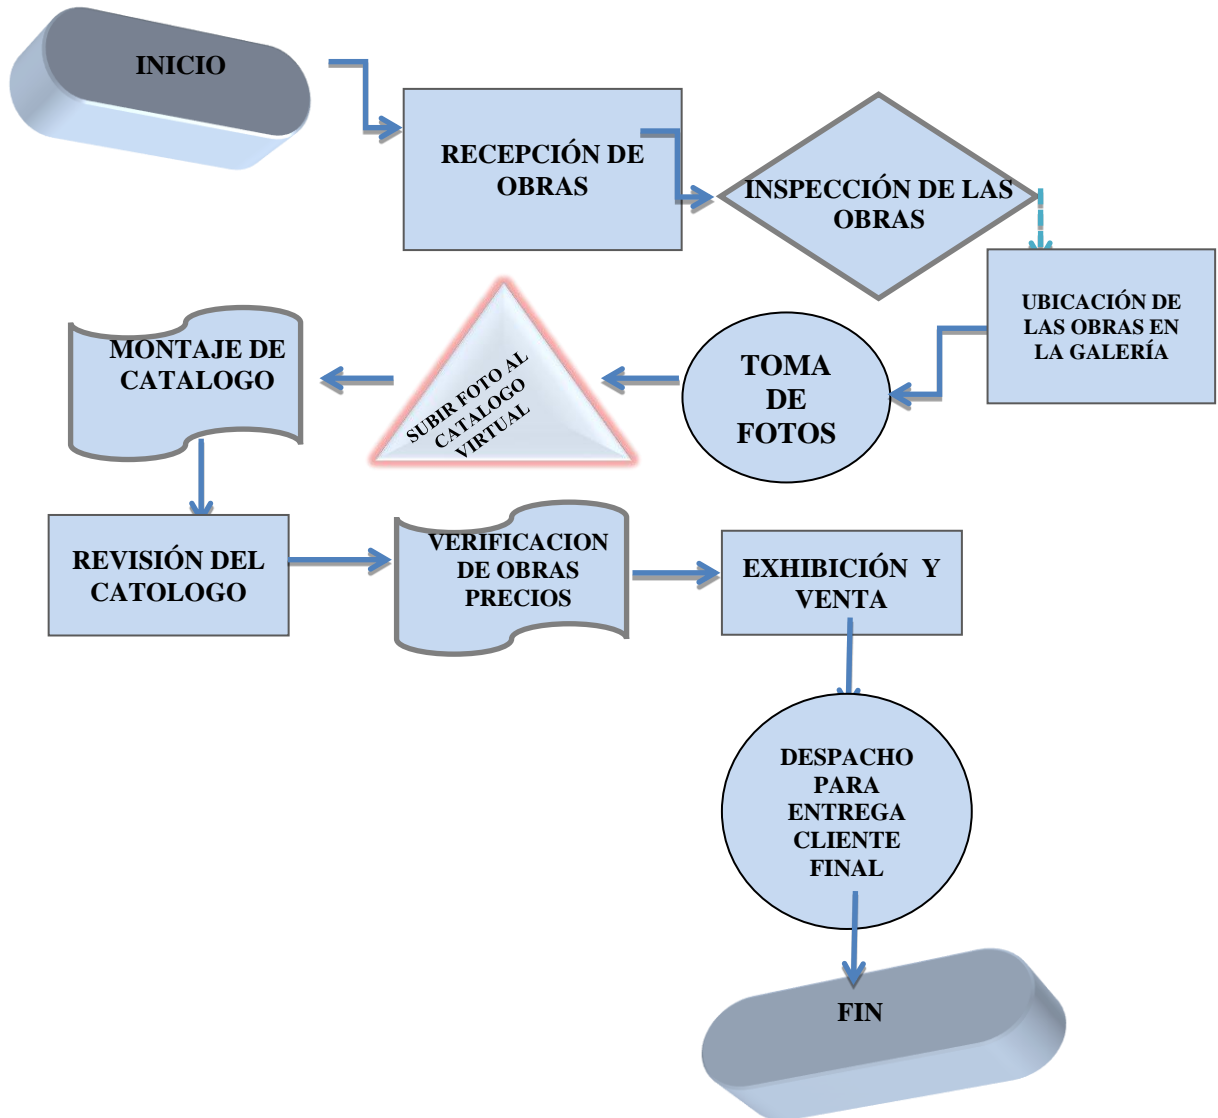 INICIO
RECEPCIÓN DE
OBRAS
INSPECCIÓN DE LAS
OBRAS
UBICACIÓN DE
LAS OBRAS EN
LA GALERÍA
TOMA
DE
FOTOS
SUBIR FOTO AL
CATALOGO
VIRTUAL
MONTAJE DE
CATALOGO
REVISIÓN DEL
CATOLOGO
VERIFICACION
DE OBRAS
PRECIOS
EXHIBICIÓN Y
VENTA
DESPACHO
PARA
ENTREGA
CLIENTE
FINAL
FIN